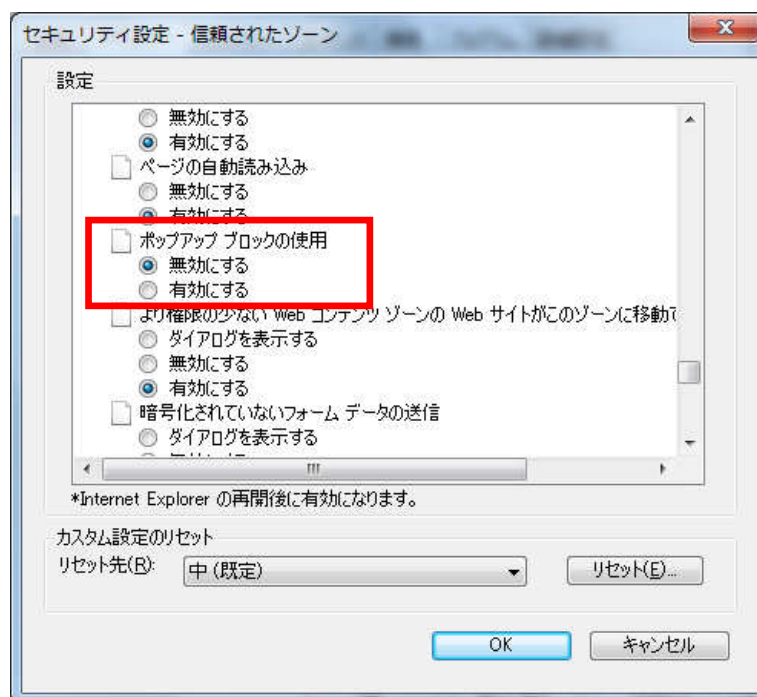 セキュリティ設定 - 信頼されたゾーン
設定
無効にする
有効にする
ページの自動読み込み
無効にする
有効にする
ポップアップ ブロックの使用
無効にする
有効にする
より権限の少ない Web コンテンツ ゾーンの Web サイトがこのゾーンに移動
ダイアログを表示する
無効にする
有効にする
暗号化されていないフォーム データの送信
ダイアログを表示する
*Internet Explorer の再開後に有効になります。
カスタム設定のリセット
リセット先(R):
中 (既定)
リセット(E)...
OK
キャンセル